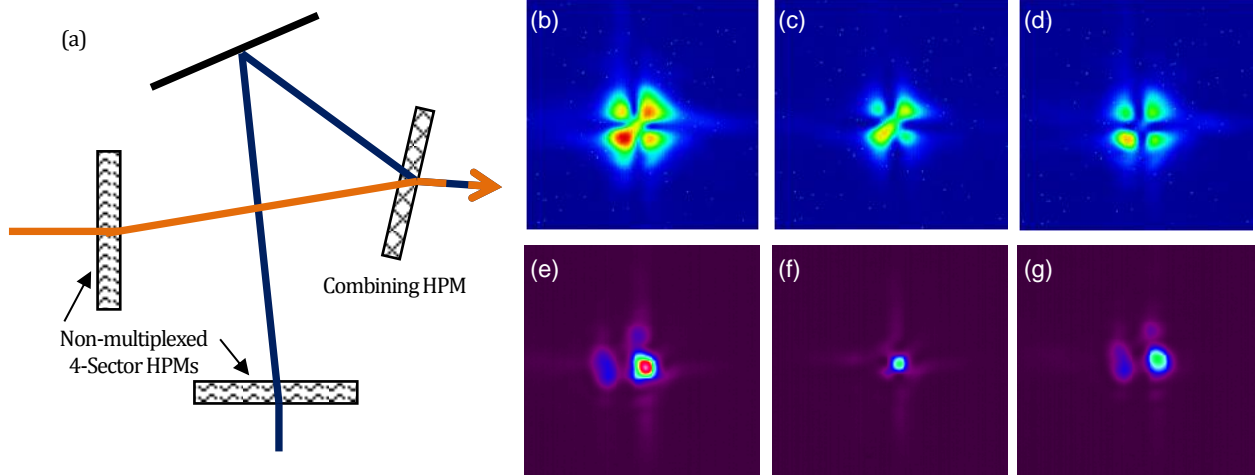 (a)
Combining HPM
Non-multiplexed
4-Sector HPMs
(b)
(c)
(d)
(e)
(f)
(g)